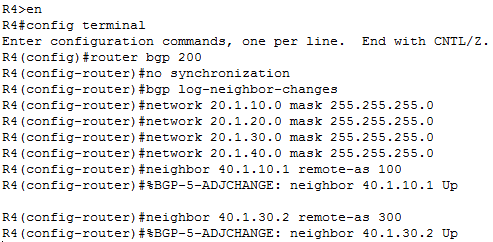 R4>en
R4#config terminal
Enter configuration commands, one per line.  End with CNTL/Z.
R4(config)#router bgp 200
R4(config-router)#no synchronization
R4(config-router)#bgp log-neighbor-changes
R4(config-router)#network 20.1.10.0 mask 255.255.255.0
R4(config-router)#network 20.1.20.0 mask 255.255.255.0
R4(config-router)#network 20.1.30.0 mask 255.255.255.0
R4(config-router)#network 20.1.40.0 mask 255.255.255.0
R4(config-router)#neighbor 40.1.10.1 remote-as 100
R4(config-router)#%BGP-5-ADJCHANGE: neighbor 40.1.10.1 Up
R4(config-router)#neighbor 40.1.30.2 remote-as 300
R4(config-router)#%BGP-5-ADJCHANGE: neighbor 40.1.30.2 Up